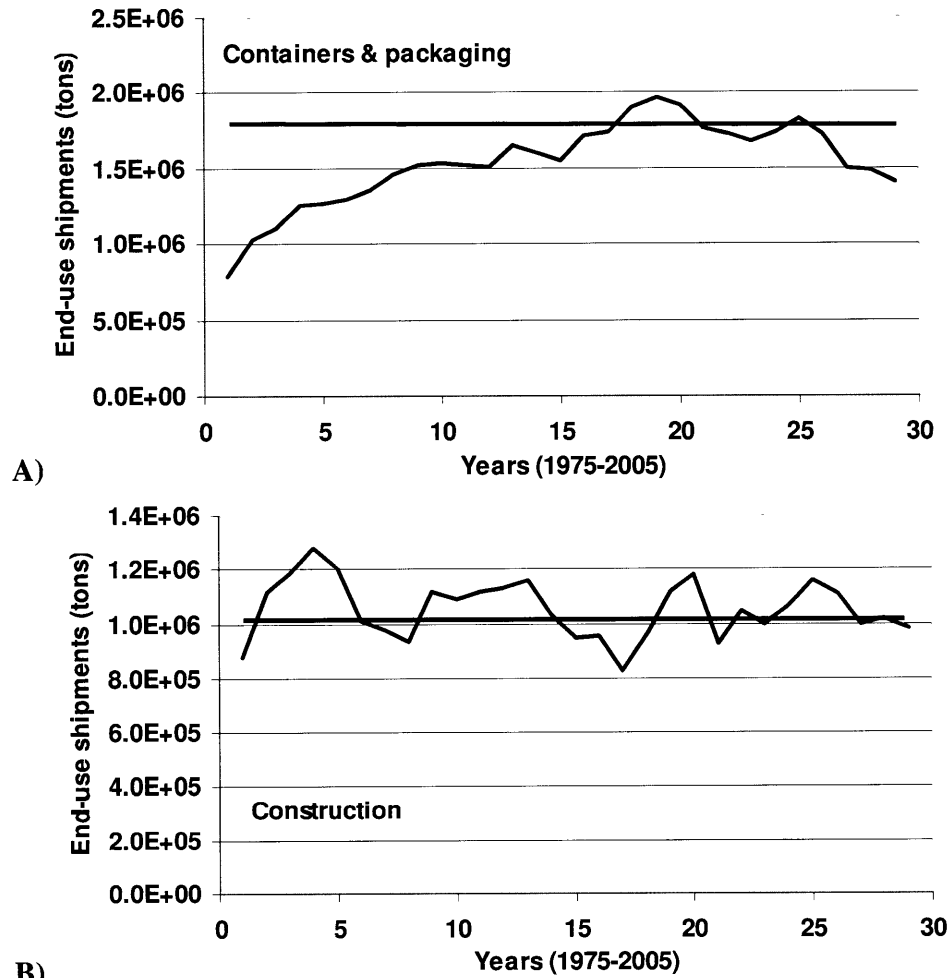 2.5E+06
Containers & packaging
2.0E+06
1.5E+06
1.0E+06
5.0E+05
0.0E+00
End-use shipments (tons)
0 5 10 15 20 25 30
Years (1975-2005)
A)
1.4E+06
1.2E+06
1.0E+06
8.0E+05
6.0E+05
4.0E+05
Construction
2.0E+05
0.0E+00
End-use shipments (tons)
0 5 10 15 20 25 30
Years (1975-2005)
B)